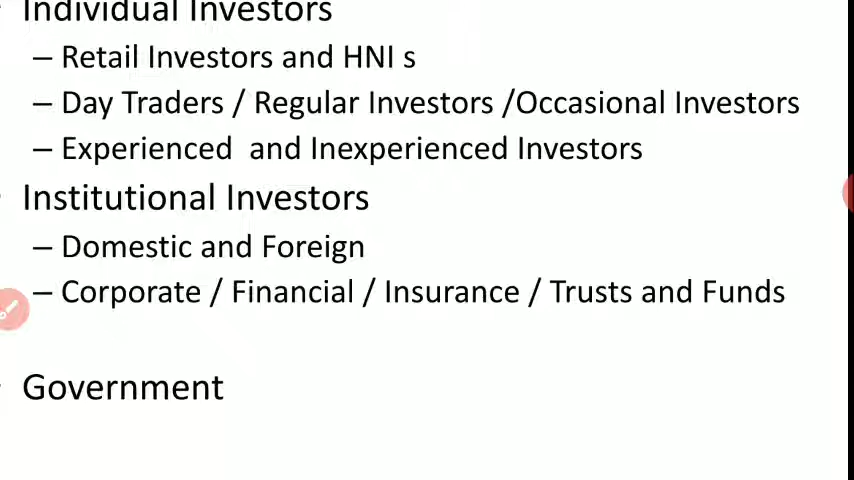 Individual Investors
– Retail Investors and HNI s
– Day Traders / Regular Investors /Occasional Investors
– Experienced  and Inexperienced Investors
Institutional Investors
– Domestic and Foreign
– Corporate / Financial / Insurance / Trusts and Funds
Government